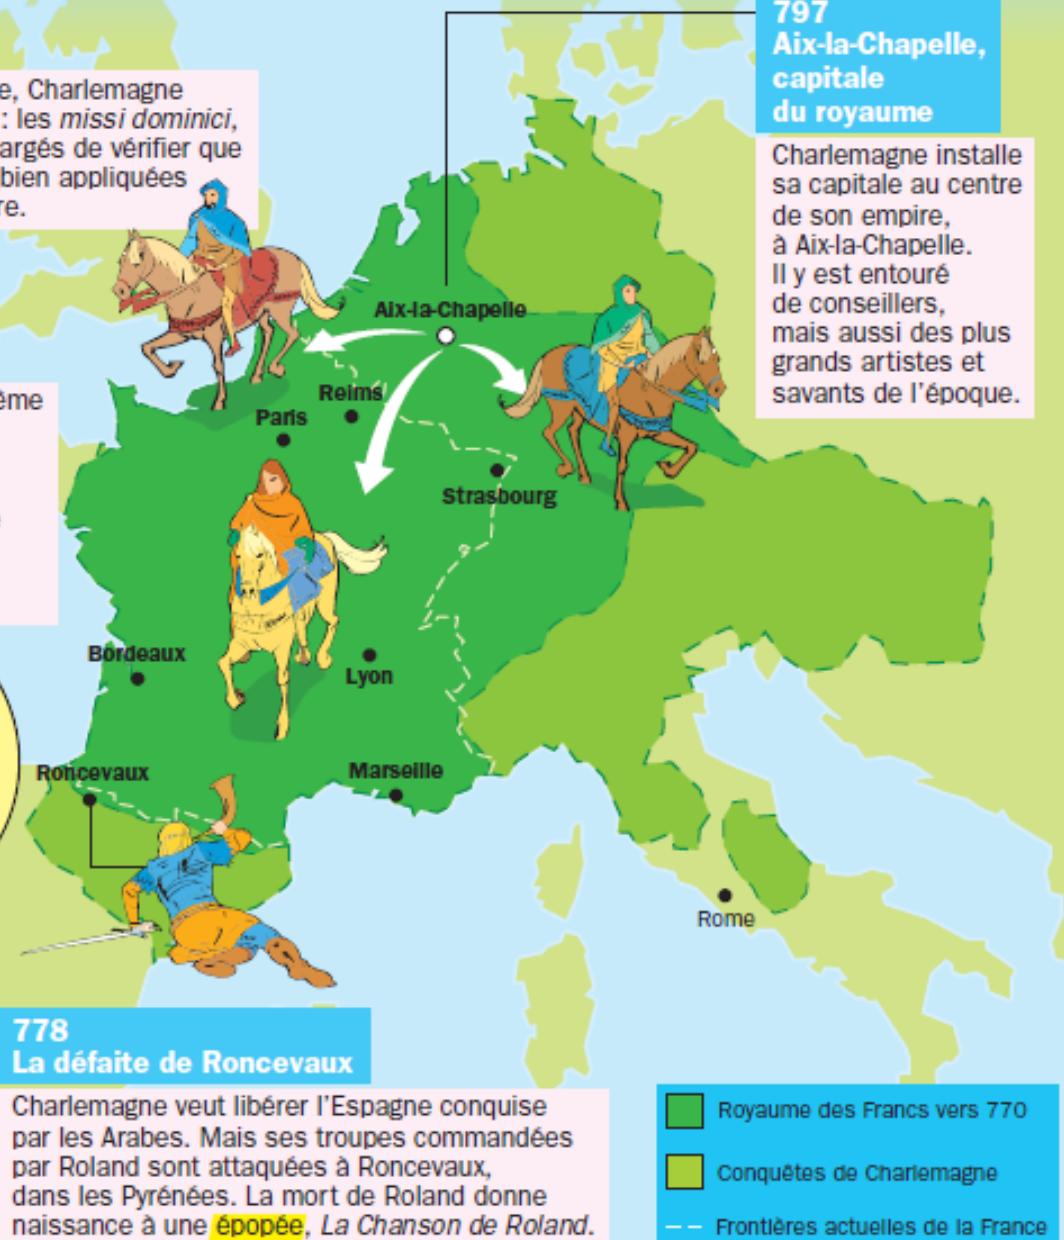 797
Aix-la-Chapelle,
capitale
du royaume
Charlemagne installe
sa capitale au centre
de son empire,
à Aix-la-Chapelle.
Il y est entouré
de conseillers,
mais aussi des plus
grands artistes et
savants de l'époque.
e, Charlemagne
: les missi dominici,
argés de vérifier que
bien appliquées
re.
ême
Aix-la-Chapelle
Reims
Paris
Strasbourg
Bordeaux
Lyon
Roncevaux
Marseille
Rome
778
La défaite de Roncevaux
Charlemagne veut libérer l'Espagne conquise
par les Arabes. Mais ses troupes commandées
par Roland sont attaquées à Roncevaux,
dans les Pyrénées. La mort de Roland donne
naissance à une épopée, La Chanson de Roland.
Royaume des Francs vers 770
Conquêtes de Charlemagne
Frontières actuelles de la France